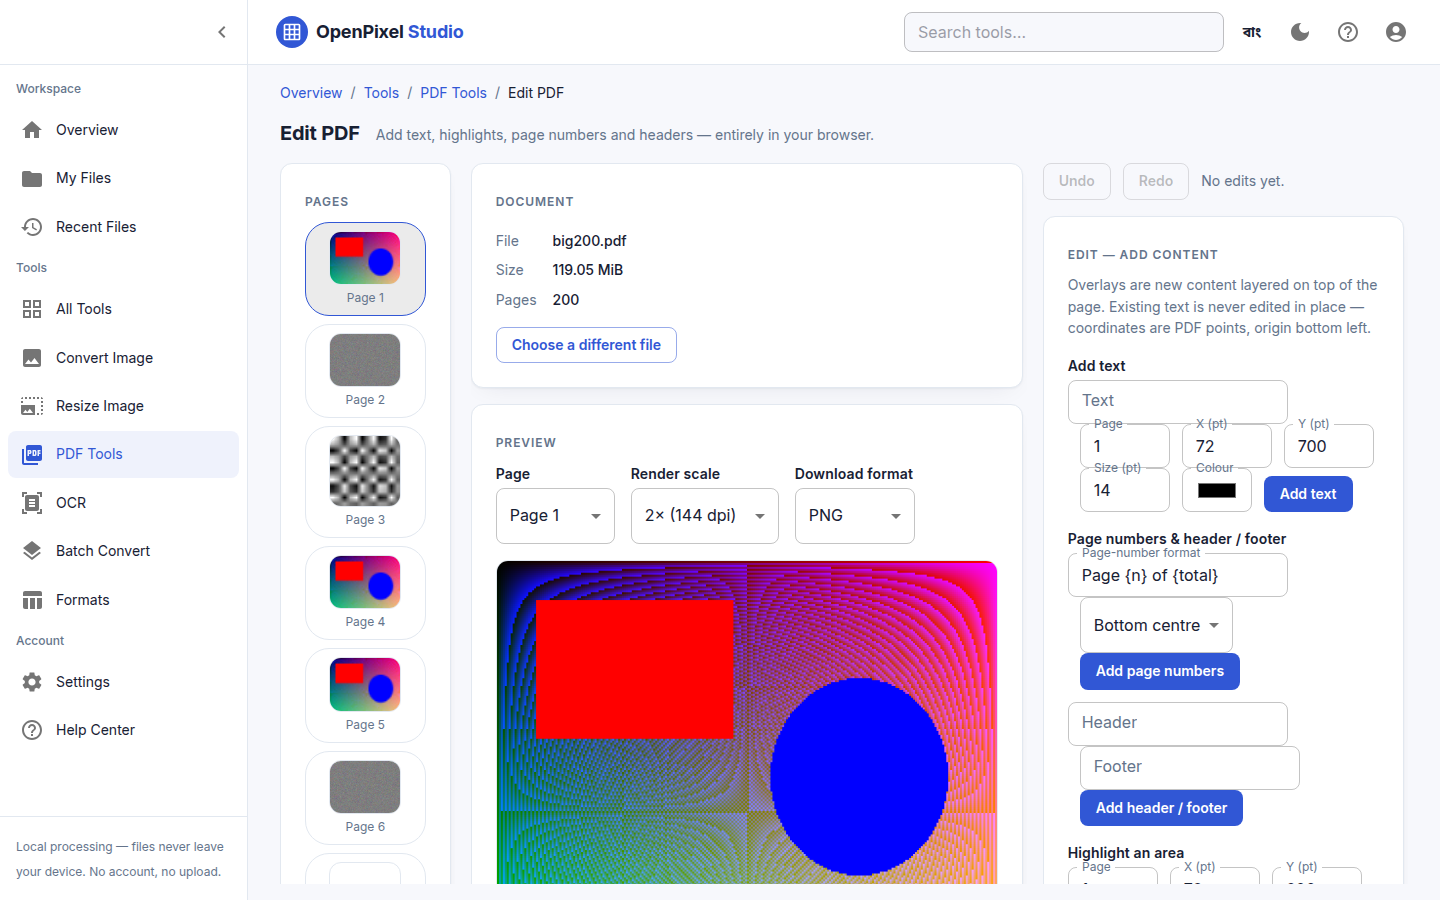 OpenPixel Studio
Search tools...
বাং
Workspace
Overview
My Files
Recent Files
Tools
All Tools
Convert Image
Resize Image
PDF Tools
OCR
Batch Convert
Formats
Account
Settings
Help Center
Local processing — files never leave
your device. No account, no upload.
Overview / Tools / PDF Tools / Edit PDF
Edit PDF
Add text, highlights, page numbers and headers — entirely in your browser.
PAGES
Page 1
Page 2
Page 3
Page 4
Page 5
Page 6
DOCUMENT
File big200.pdf
Size 119.05 MiB
Pages 200
Choose a different file
PREVIEW
Page Render scale Download format
Page 1 2× (144 dpi) PNG
Undo Redo No edits yet.
EDIT — ADD CONTENT
Overlays are new content layered on top of the
page. Existing text is never edited in place —
coordinates are PDF points, origin bottom left.
Add text
Text
Page X (pt) Y (pt)
1 72 700
Size (pt) Colour
14
Add text
Page numbers & header / footer
Page-number format
Page {n} of {total}
Bottom centre
Add page numbers
Header
Footer
Add header / footer
Highlight an area
Page X (pt) Y (pt)